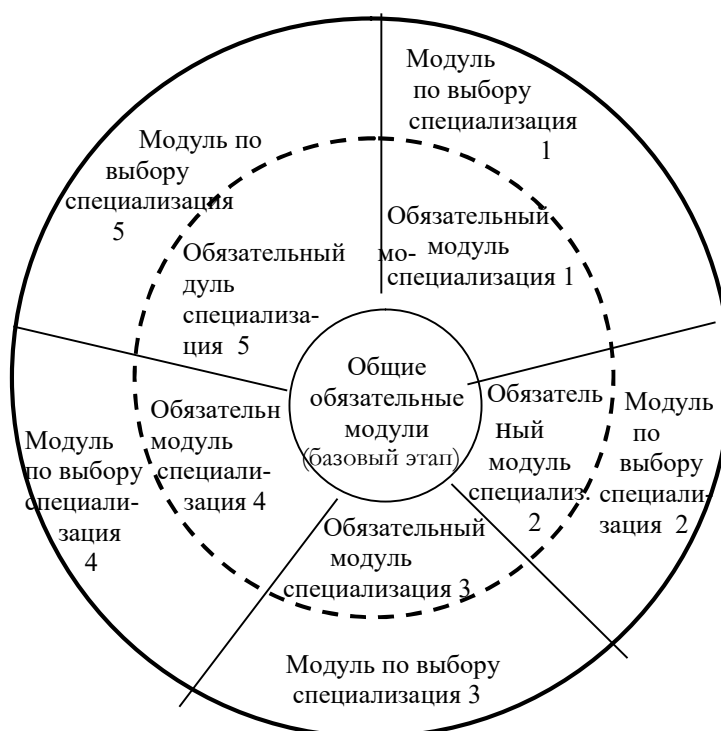 Модуль
по выбору
специализация
1
Модуль по
выбору
специализация
5
Обязательный
модуль
специализация 1
Обязательный мо-
дуль
специализа-
ция 5
Общие
обязательные
модули
(базовый этап)
Обязатель
ный
модуль
специализ.
2
Модуль
по
выбору
специали-
зация 2
Обязательн
модуль
специали-
зация 4
Модуль
по выбору
специали-
зация
4
Обязательный
модуль
специализация 3
Модуль по выбору
специализация 3